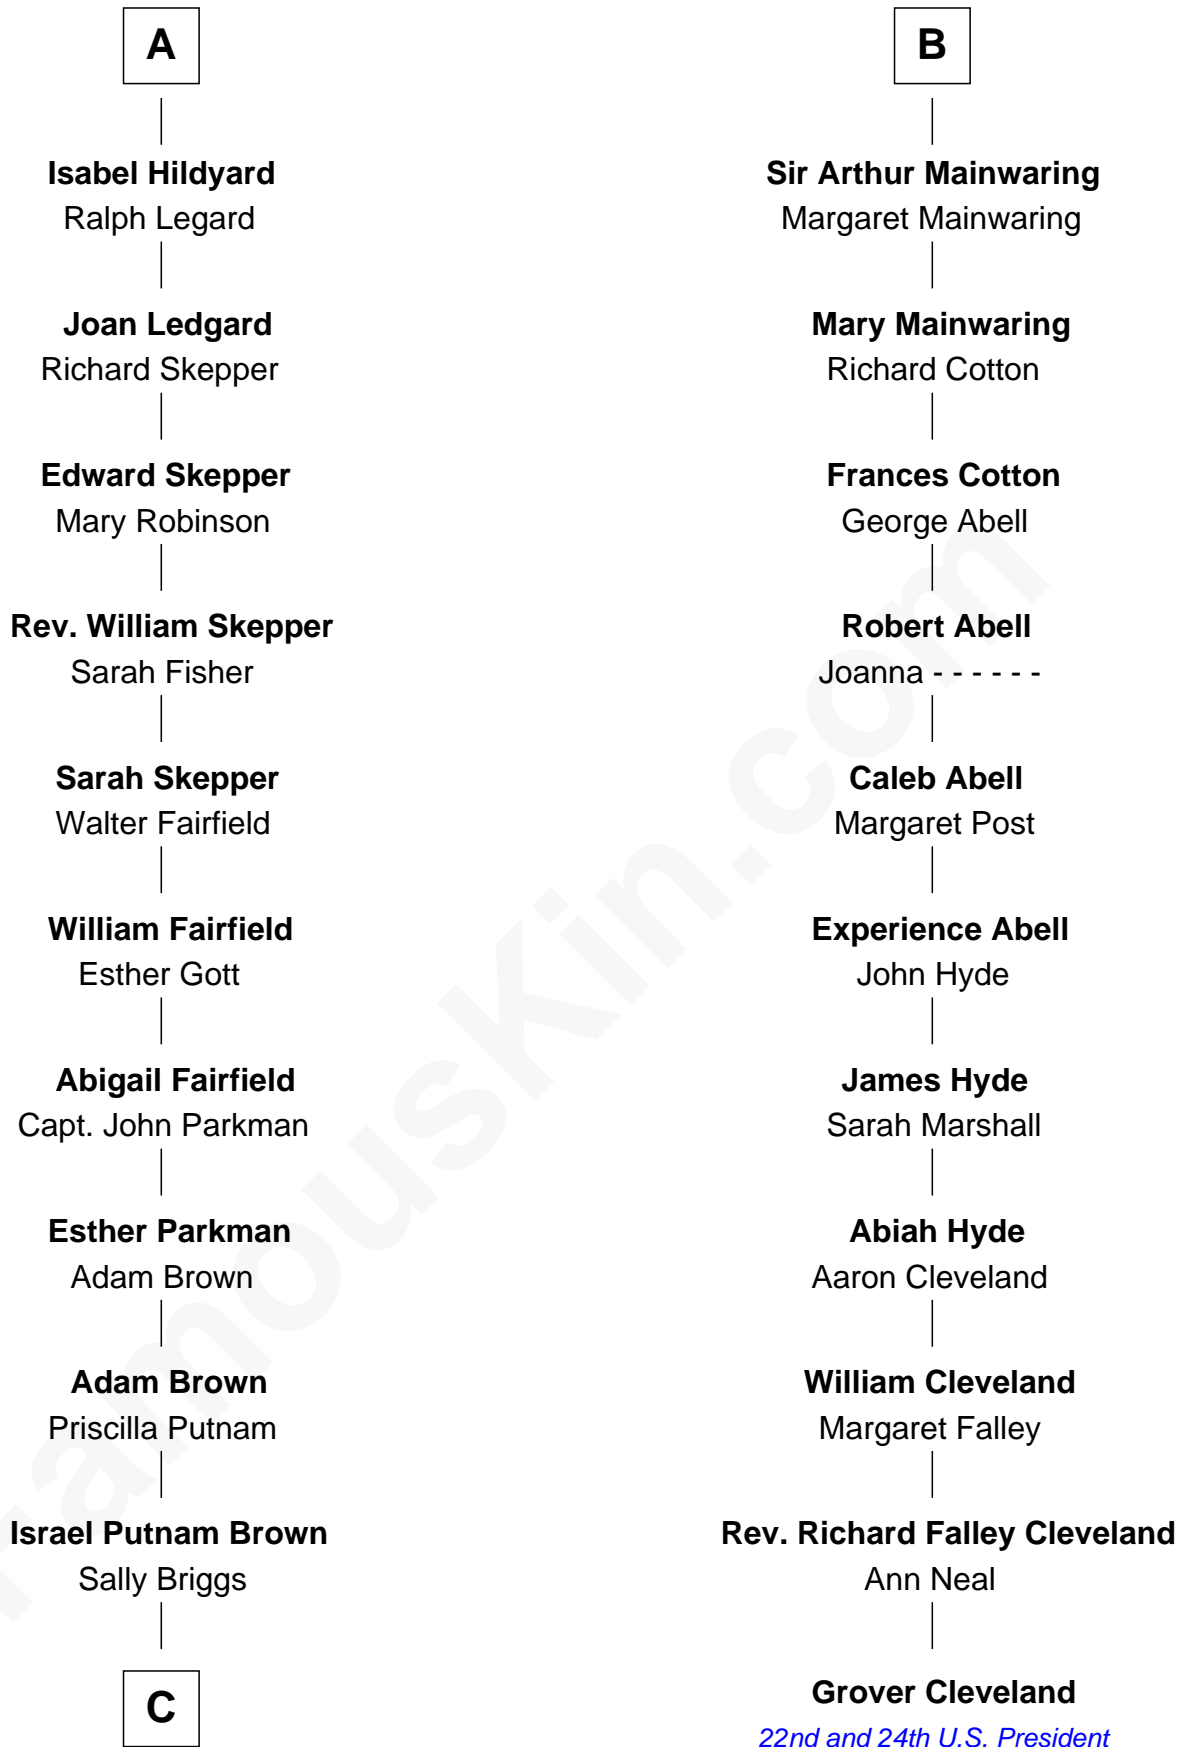 A
Isabel Hildyard
Ralph Legard
Joan Ledgard
Richard Skepper
Edward Skepper
Mary Robinson
Rev. William Skepper
Sarah Fisher
Sarah Skepper
Walter Fairfield
William Fairfield
Esther Gott
Abigail Fairfield
Capt. John Parkman
Esther Parkman
Adam Brown
Adam Brown
Priscilla Putnam
Israel Putnam Brown
Sally Briggs
C
B
Sir Arthur Mainwaring
Margaret Mainwaring
Mary Mainwaring
Richard Cotton
Frances Cotton
George Abell
Robert Abell
Joanna - - - - - -
Caleb Abell
Margaret Post
Experience Abell
John Hyde
James Hyde
Sarah Marshall
Abiah Hyde
Aaron Cleveland
William Cleveland
Margaret Falley
Rev. Richard Falley Cleveland
Ann Neal
Grover Cleveland
22nd and 24th U.S. President
FamousKin.com